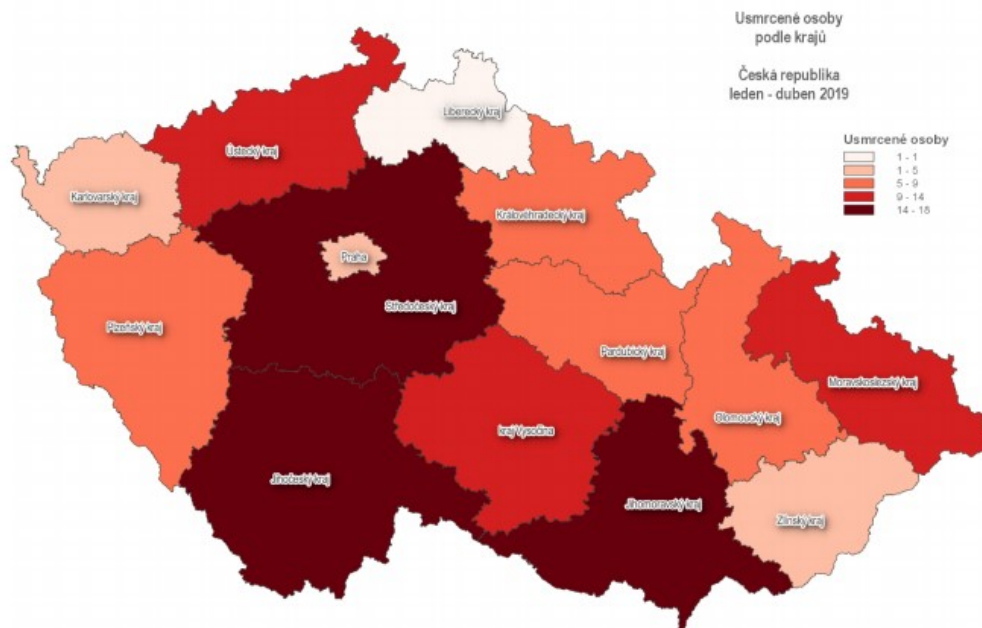 Usmrcené osoby
podle krajů
Česká republika
leden - duben 2019
Usmrcené osoby
1 - 1
1 - 5
5 - 9
9 - 14
14 - 18
Liberecký kraj
Ústecký kraj
Karlovarský kraj
Královéhradecký kraj
Praha
Středočeský kraj
Plzeňský kraj
Pardubický kraj
Moravskoslezský kraj
Olomoucký kraj
kraj Vysočina
Jihočeský kraj
Jihomoravský kraj
Zlínský kraj